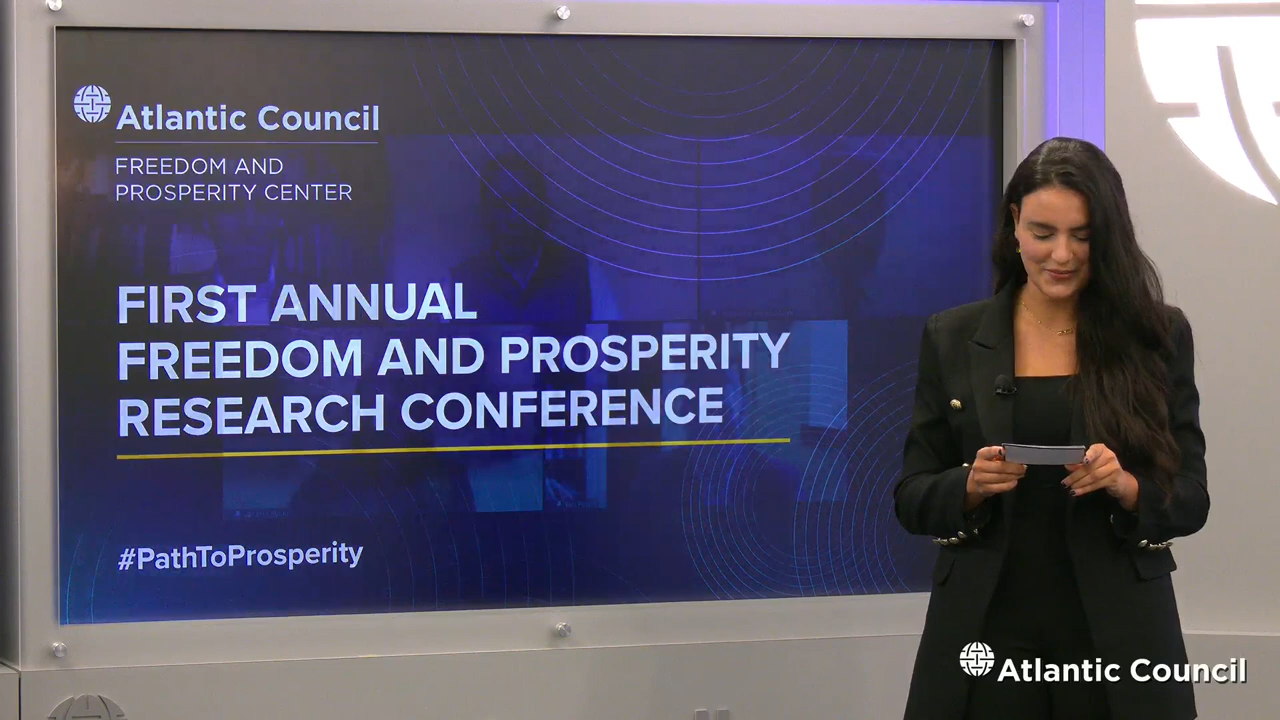 Atlantic Council
FREEDOM AND
PROSPERITY CENTER
FIRST ANNUAL
FREEDOM AND PROSPERITY
RESEARCH CONFERENCE
#PathToProsperity
Atlantic Council